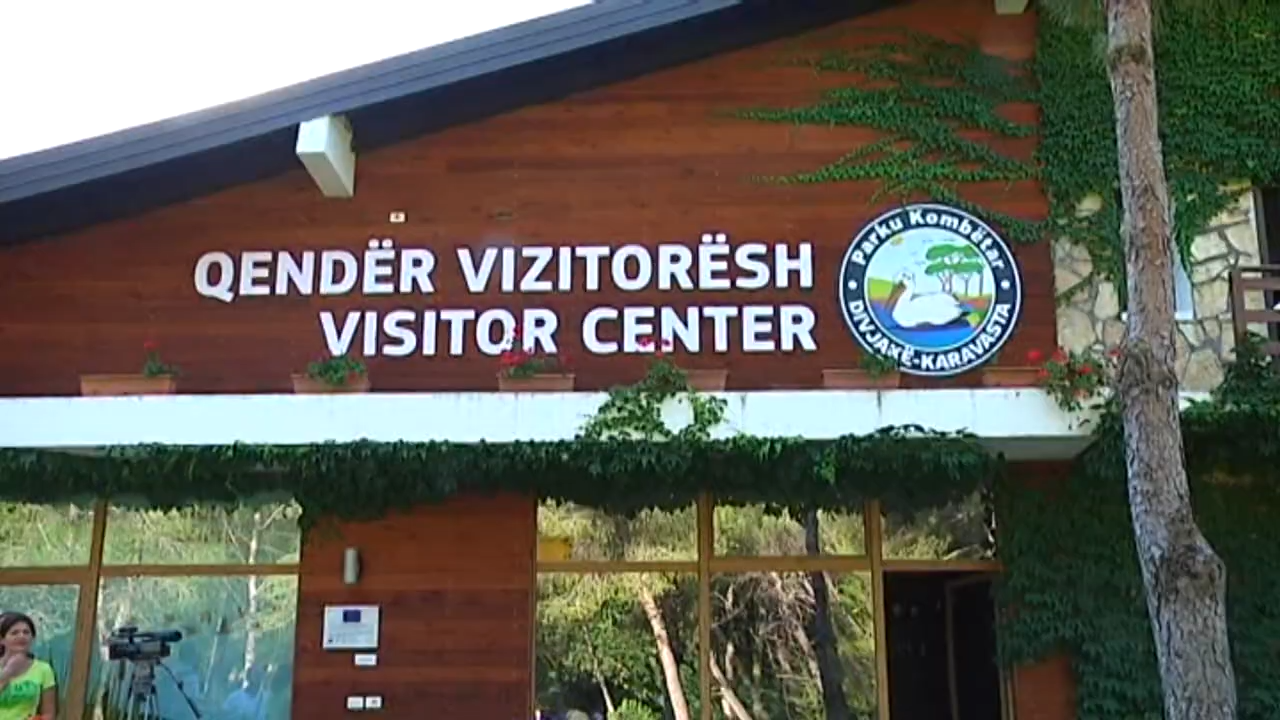 QENDËR VIZITORËSH
VISITOR CENTER
Parku Kombëtar
DIVJAKË-KARAVASTA